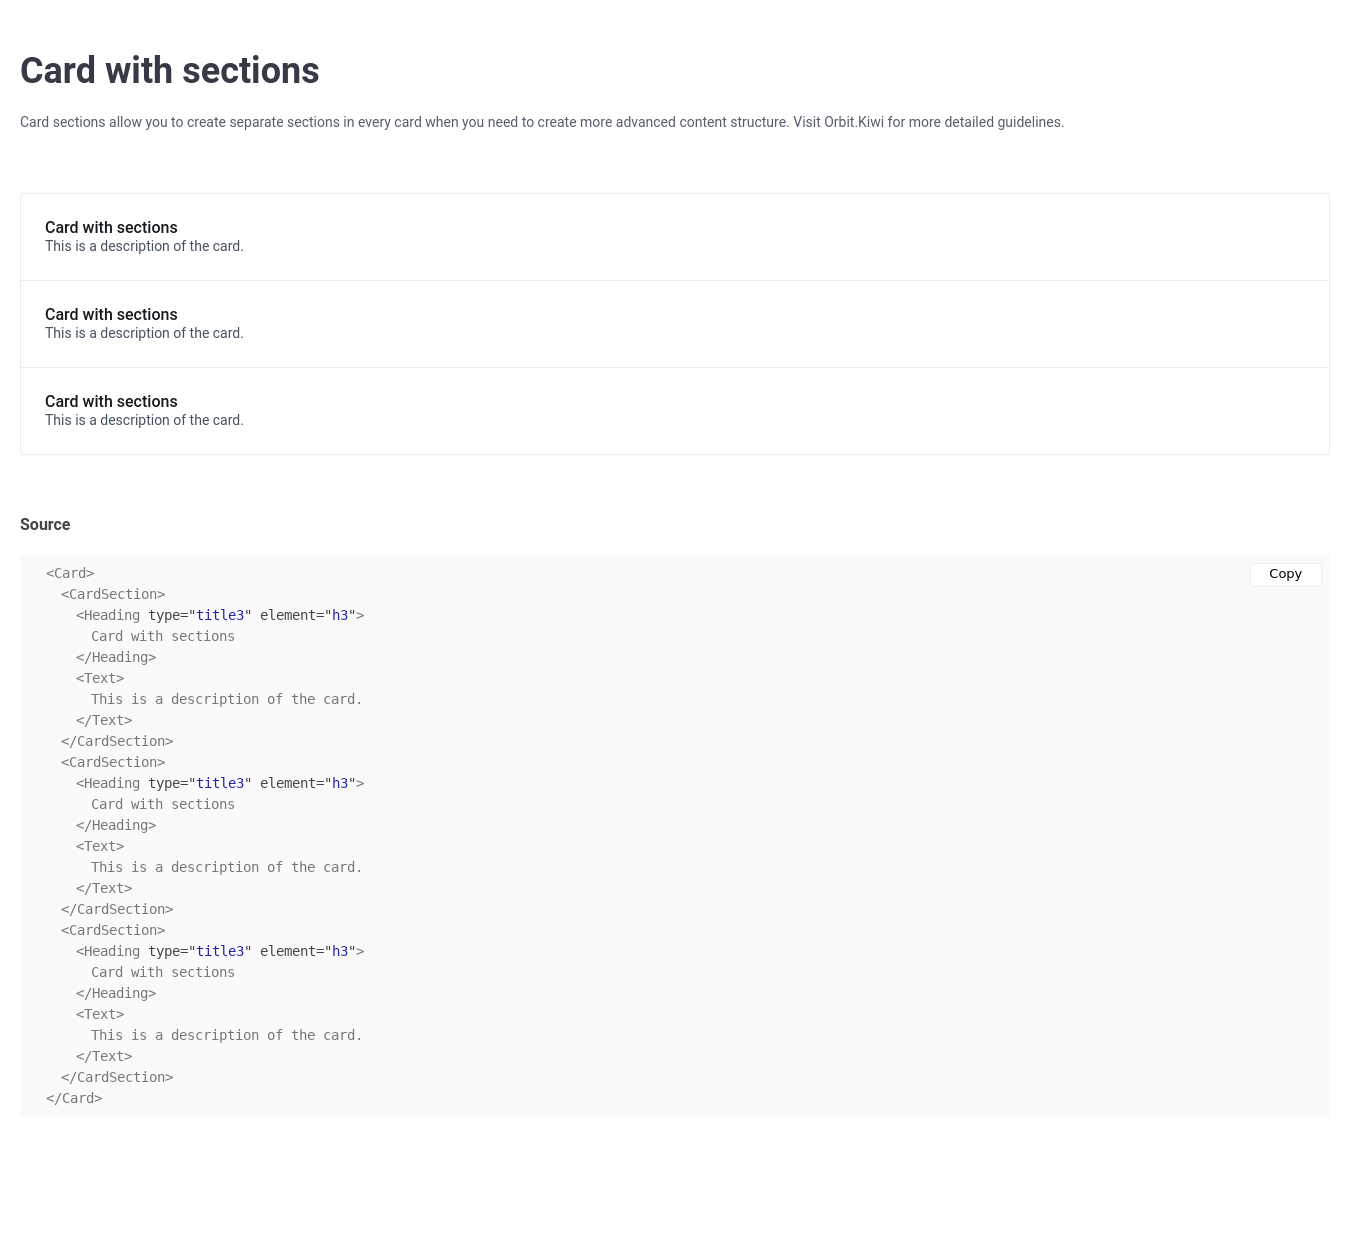 Card with sections
Card sections allow you to create separate sections in every card when you need to create more advanced content structure. Visit Orbit.Kiwi for more detailed guidelines.
Card with sections
This is a description of the card.
Card with sections
This is a description of the card.
Card with sections
This is a description of the card.
Source
Copy
<Card>
  <CardSection>
    <Heading type="title3" element="h3">
      Card with sections
    </Heading>
    <Text>
      This is a description of the card.
    </Text>
  </CardSection>
  <CardSection>
    <Heading type="title3" element="h3">
      Card with sections
    </Heading>
    <Text>
      This is a description of the card.
    </Text>
  </CardSection>
  <CardSection>
    <Heading type="title3" element="h3">
      Card with sections
    </Heading>
    <Text>
      This is a description of the card.
    </Text>
  </CardSection>
</Card>